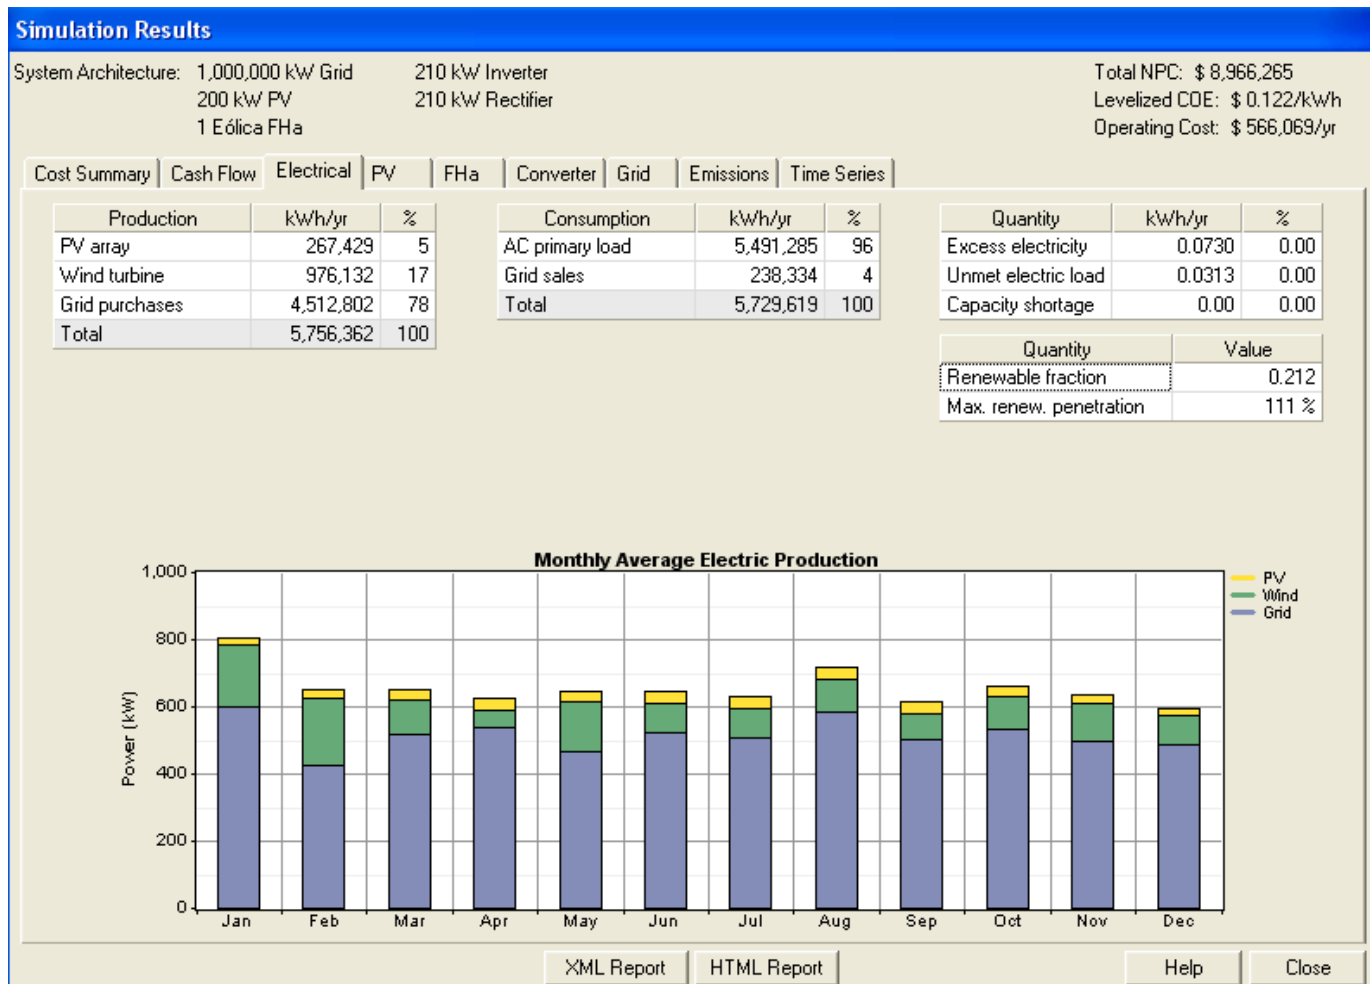 Simulation Results
System Architecture: 1,000,000 kW Grid 210 kW Inverter Total NPC: $ 8,966,265
200 kW PV 210 kW Rectifier Levelized COE: $ 0.122/kWh
1 Eólica FHa Operating Cost: $ 566,069/yr
Cost Summary Cash Flow Electrical PV FHa Converter Grid Emissions Time Series
Production kWh/yr % Consumption kWh/yr % Quantity kWh/yr %
PV array 267,429 5 AC primary load 5,491,285 96 Excess electricity 0.0730 0.00
Wind turbine 976,132 17 Grid sales 238,334 4 Unmet electric load 0.0313 0.00
Grid purchases 4,512,802 78 Total 5,729,619 100 Capacity shortage 0.00 0.00
Total 5,756,362 100
Quantity Value
Renewable fraction 0.212
Max. renew. penetration 111 %
Monthly Average Electric Production
1,000
800
600
400
200
0
Power (kW)
PV
Wind
Grid
Jan Feb Mar Apr May Jun Jul Aug Sep Oct Nov Dec
XML Report HTML Report Help Close